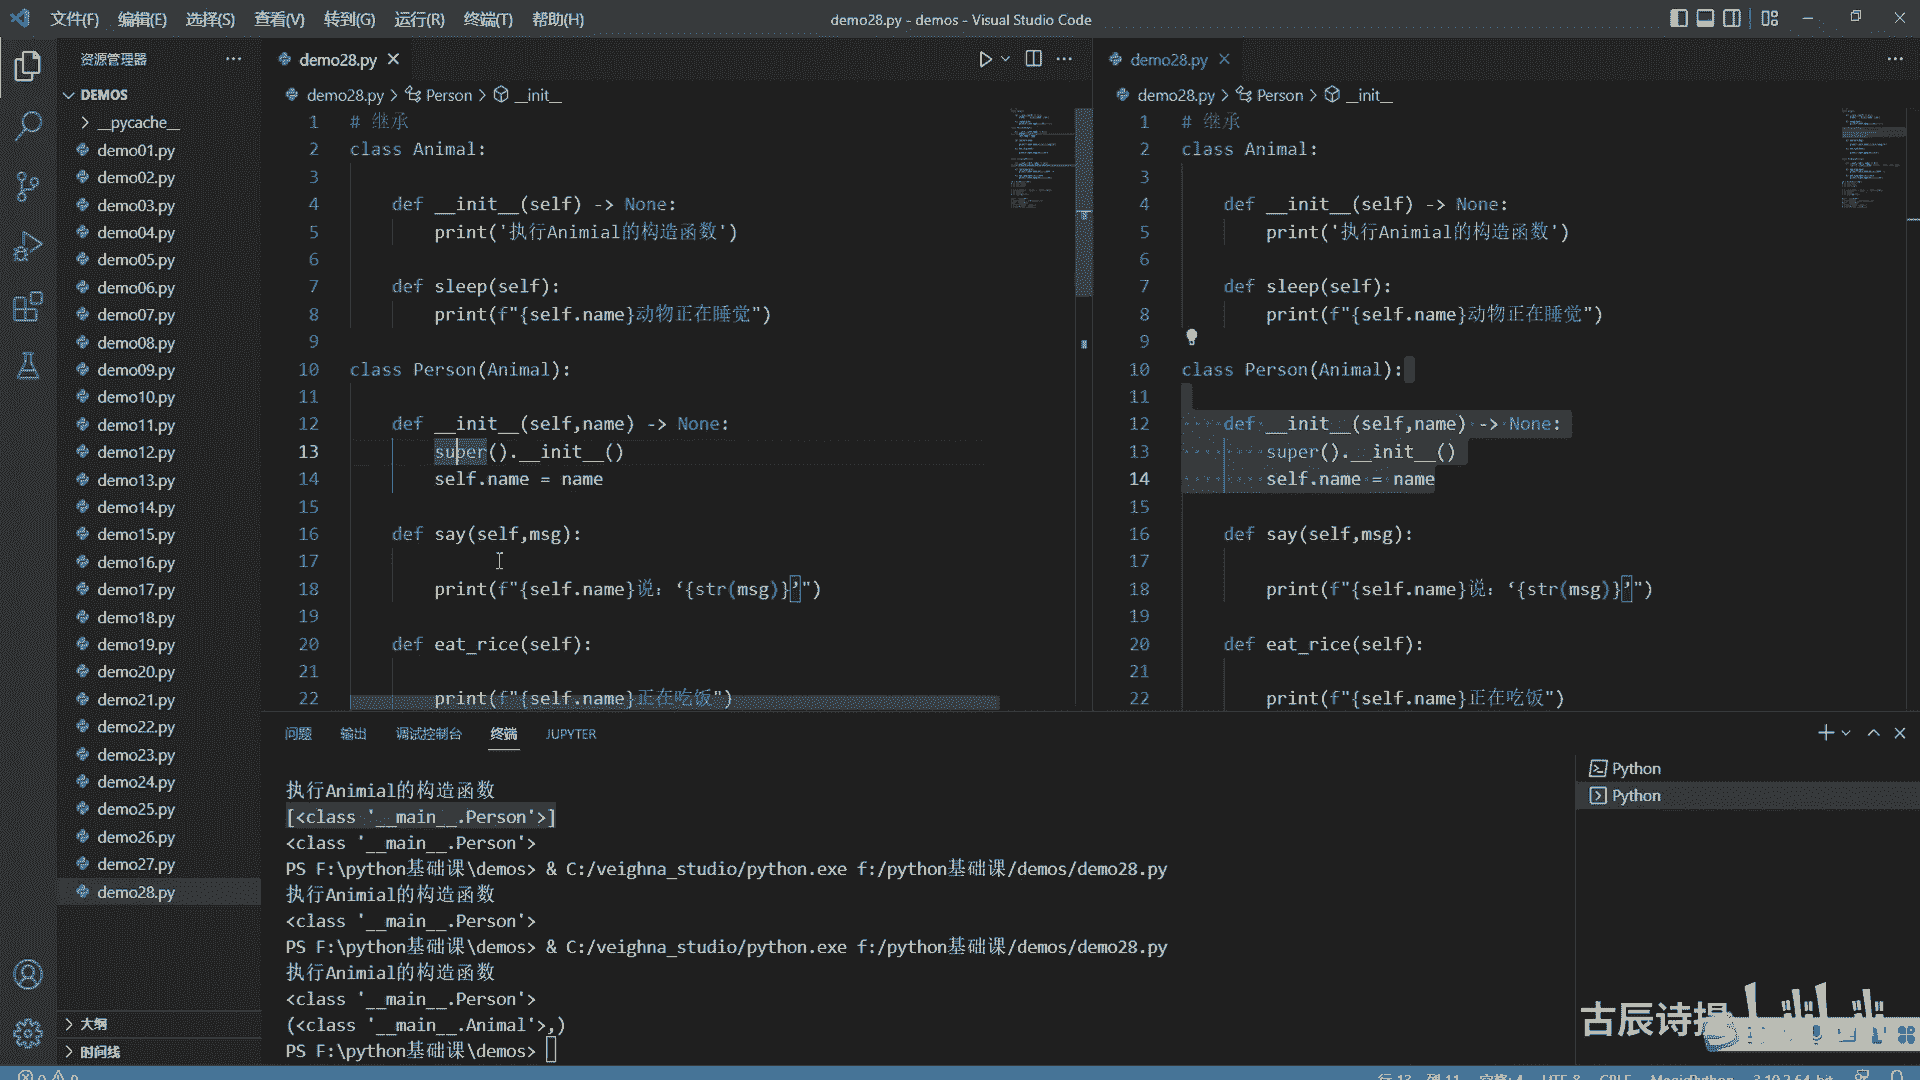 文件(F) 编辑(E) 选择(S) 查看(V) 转到(G) 运行(R) 终端(T) 帮助(H)
demo28.py - demos - Visual Studio Code
资源管理器
DEMOS
__pycache__
demo01.py
demo02.py
demo03.py
demo04.py
demo05.py
demo06.py
demo07.py
demo08.py
demo09.py
demo10.py
demo11.py
demo12.py
demo13.py
demo14.py
demo15.py
demo16.py
demo17.py
demo18.py
demo19.py
demo20.py
demo21.py
demo22.py
demo23.py
demo24.py
demo25.py
demo26.py
demo27.py
demo28.py
大纲
时间线
demo28.py
demo28.py > Person > __init__
1 # 继承
2 class Animal:
3
4 def __init__(self) -> None:
5 print('执行Animial的构造函数')
6
7 def sleep(self):
8 print(f"{self.name}动物正在睡觉")
9
10 class Person(Animal):
11
12 def __init__(self,name) -> None:
13 super().__init__()
14 self.name = name
15
16 def say(self,msg):
17
18 print(f"{self.name}说：‘{str(msg)}’")
19
20 def eat_rice(self):
21
22 print(f"{self.name}正在吃饭")
demo28.py
demo28.py > Person > __init__
1 # 继承
2 class Animal:
3
4 def __init__(self) -> None:
5 print('执行Animial的构造函数')
6
7 def sleep(self):
8 print(f"{self.name}动物正在睡觉")
9
10 class Person(Animal):
11
12 def __init__(self,name) -> None:
13 super().__init__()
14 self.name = name
15
16 def say(self,msg):
17
18 print(f"{self.name}说：‘{str(msg)}’")
19
20 def eat_rice(self):
21
22 print(f"{self.name}正在吃饭")
问题 输出 调试控制台 终端 JUPYTER
执行Animial的构造函数
[<class '__main__.Person'>]
<class '__main__.Person'>
PS F:\python基础课\demos> & C:/veighna_studio/python.exe f:/python基础课/demos/demo28.py
执行Animial的构造函数
<class '__main__.Person'>
PS F:\python基础课\demos> & C:/veighna_studio/python.exe f:/python基础课/demos/demo28.py
执行Animial的构造函数
<class '__main__.Person'>
(<class '__main__.Animal'>,)
PS F:\python基础课\demos>
Python
Python
古辰诗